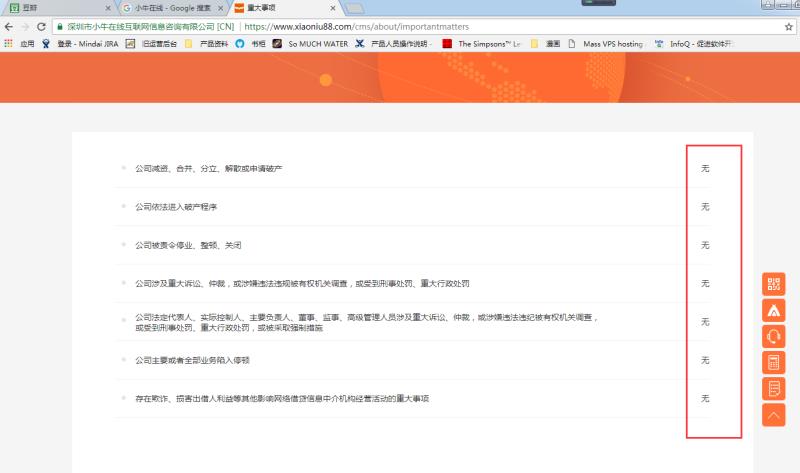 豆瓣
小牛在线 - Google 搜索
重大事项
深圳市小牛在线互联网信息咨询有限公司 [CN]
https://www.xiaoniu88.com/cms/about/importantmatters
应用
登录 - Mindai JIRA
旧运营后台
产品资料
书柜
So MUCH WATER
产品人员操作说明 -
The Simpsons™ Le
漫画
Mass VPS hosting
InfoQ - 促进软件开
公司减资、合并、分立、解散或申请破产 无
公司依法进入破产程序 无
公司被责令停业、整顿、关闭 无
公司涉及重大诉讼、仲裁，或涉嫌违法违规被有权机关调查，或受到刑事处罚、重大行政处罚 无
公司法定代表人、实际控制人、主要负责人、董事、监事、高级管理人员涉及重大诉讼、仲裁，或涉嫌违法违纪被有权机关调查， 无
或受到刑事处罚、重大行政处罚，或被采取强制措施
公司主要或者全部业务陷入停顿 无
存在欺诈、损害出借人利益等其他影响网络借贷信息中介机构经营活动的重大事项 无